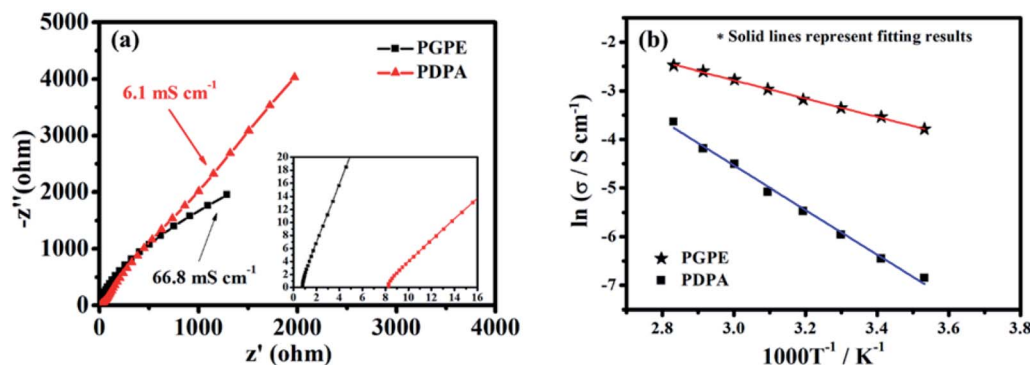 (a)
PGPE
PDPA
6.1 mS cm⁻¹
66.8 mS cm⁻¹
5000
4000
3000
2000
1000
0
-z''(ohm)
0 1000 2000 3000 4000
z' (ohm)
20
18
16
14
12
10
8
6
4
2
0
2 4 6 8 10 12 14 16
(b)
* Solid lines represent fitting results
PGPE
PDPA
-2
-3
-4
-5
-6
-7
ln (σ / S cm⁻¹)
2.8 3.0 3.2 3.4 3.6 3.8
1000T⁻¹ / K⁻¹